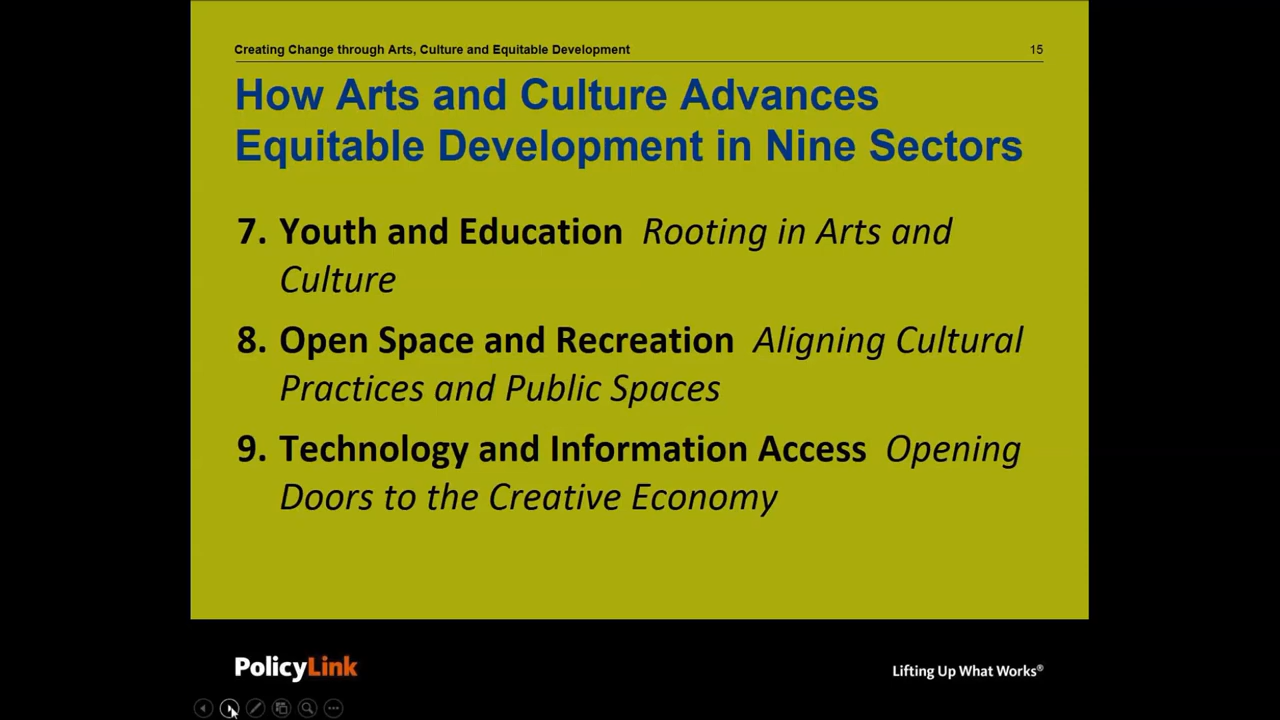 Creating Change through Arts, Culture and Equitable Development 15
How Arts and Culture Advances
Equitable Development in Nine Sectors
7. Youth and Education Rooting in Arts and
Culture
8. Open Space and Recreation Aligning Cultural
Practices and Public Spaces
9. Technology and Information Access Opening
Doors to the Creative Economy
PolicyLink Lifting Up What Works®